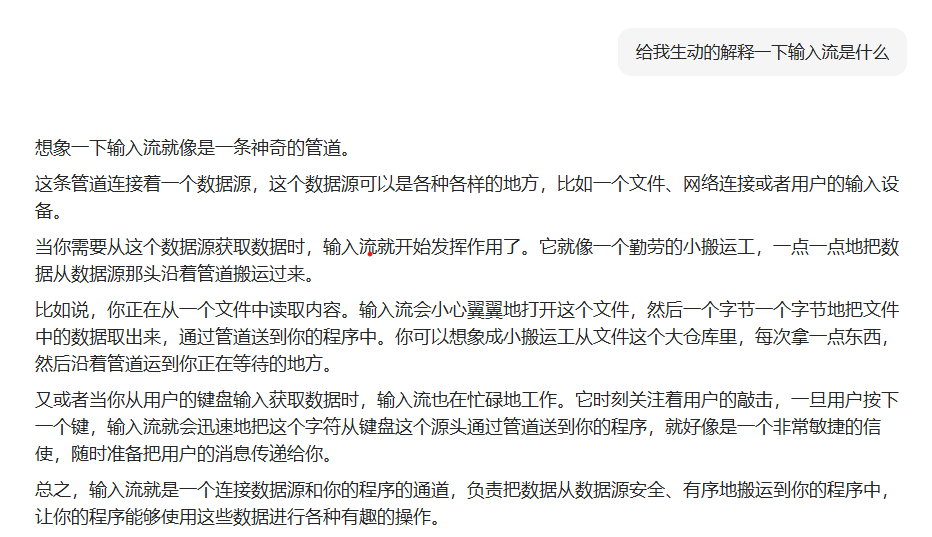 给我生动的解释一下输入流是什么
想象一下输入流就像是一条神奇的管道。
这条管道连接着一个数据源，这个数据源可以是各种各样的地方，比如一个文件、网络连接或者用户的输入设
备。
当你需要从这个数据源获取数据时，输入流就开始发挥作用了。它就像一个勤劳的小搬运工，一点一点地把数
据从数据源那头沿着管道搬运过来。
比如说，你正在从一个文件中读取内容。输入流会小心翼翼地打开这个文件，然后一个字节一个字节地把文件
中的数据取出来，通过管道送到你的程序中。你可以想象成小搬运工从文件这个大仓库里，每次拿一点东西，
然后沿着管道运到你正在等待的地方。
又或者当你从用户的键盘输入获取数据时，输入流也在忙碌地工作。它时刻关注着用户的敲击，一旦用户按下
一个键，输入流就会迅速地把这个字符从键盘这个源头通过管道送到你的程序，就好像是一个非常敏捷的信
使，随时准备把用户的消息传递给你。
总之，输入流就是一个连接数据源和你的程序的通道，负责把数据从数据源安全、有序地搬运到你的程序中，
让你的程序能够使用这些数据进行各种有趣的操作。